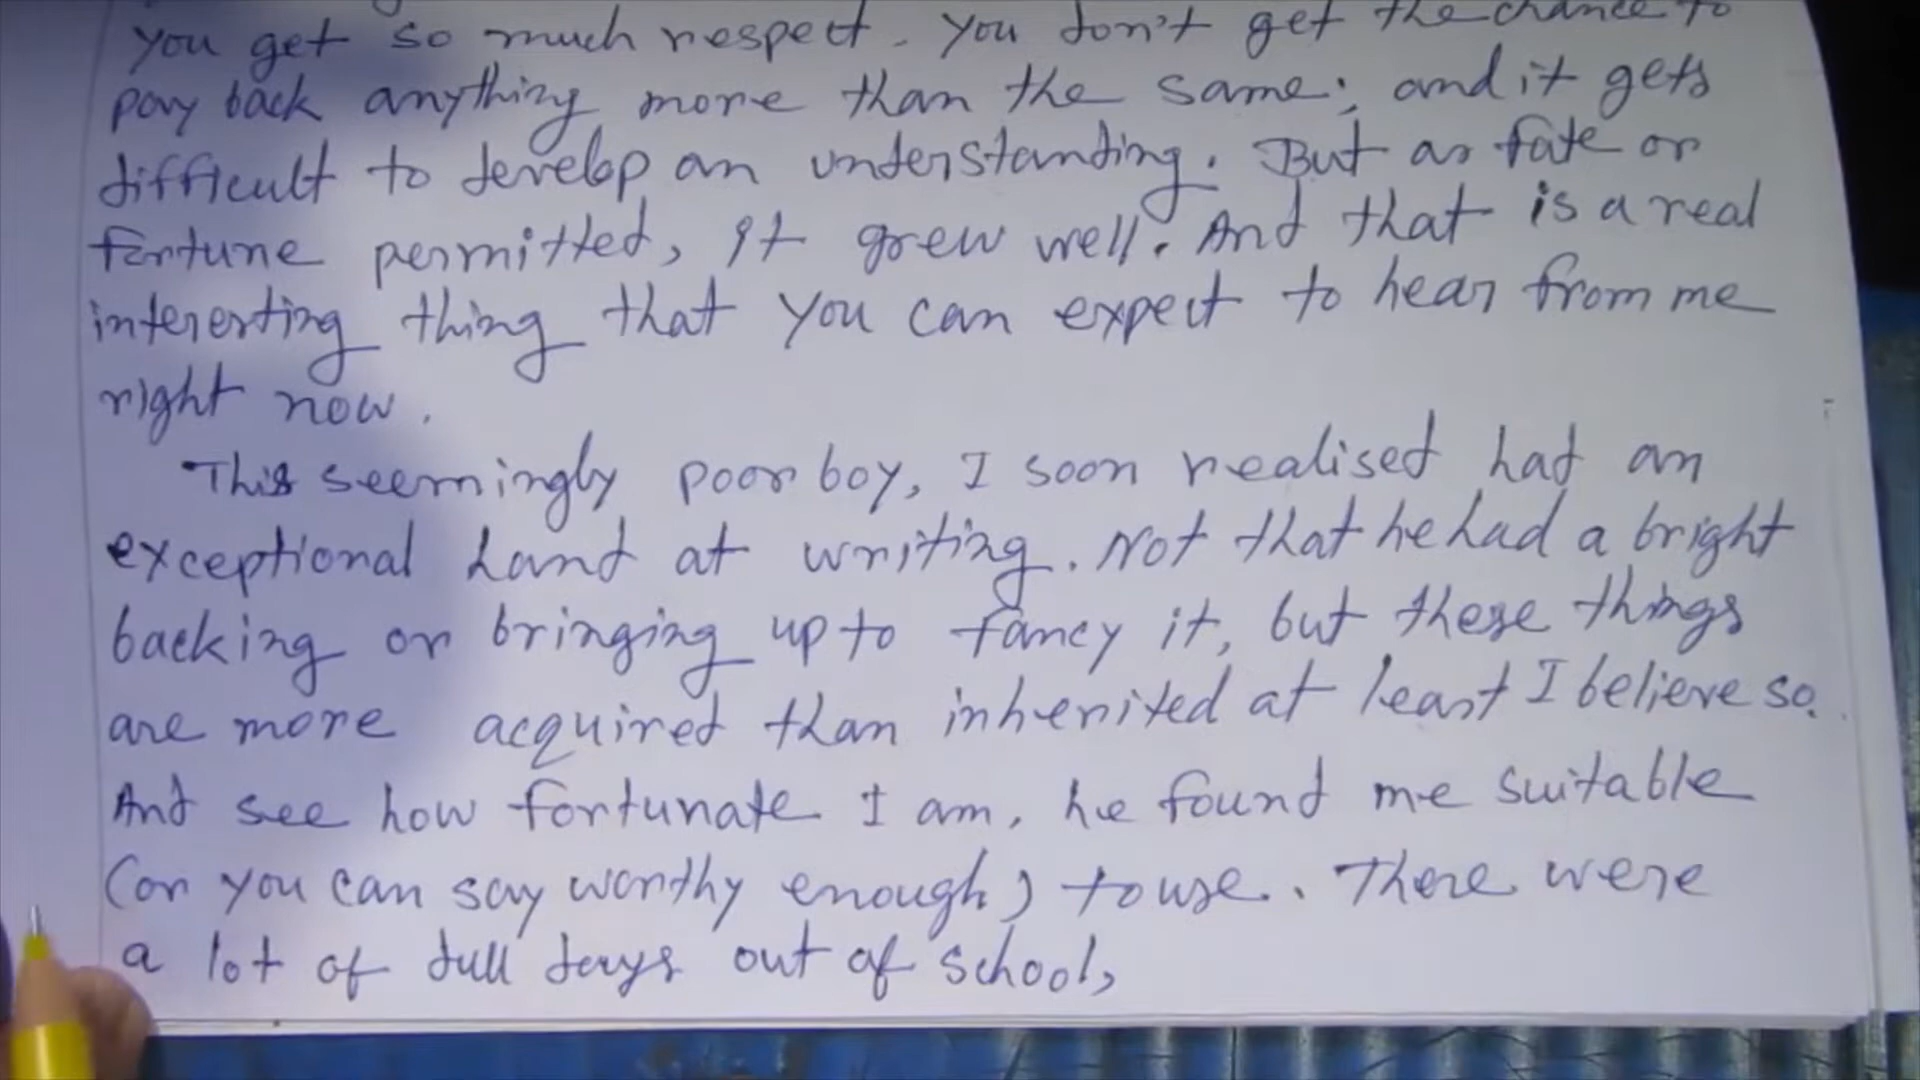 you get so much respect. You don't get the chance to
pay back anything more than the same; and it gets
difficult to develop an understanding. But as fate or
fortune permitted, It grew well. And that is a real
interesting thing that you can expect to hear from me
right now.
This seemingly poor boy, I soon realised had an
exceptional hand at writing. Not that he had a bright
backing or bringing up to fancy it, but these things
are more acquired than inherited at least I believe so.
And see how fortunate I am, he found me suitable
(or you can say worthy enough) to use. There were
a lot of dull days out of school,